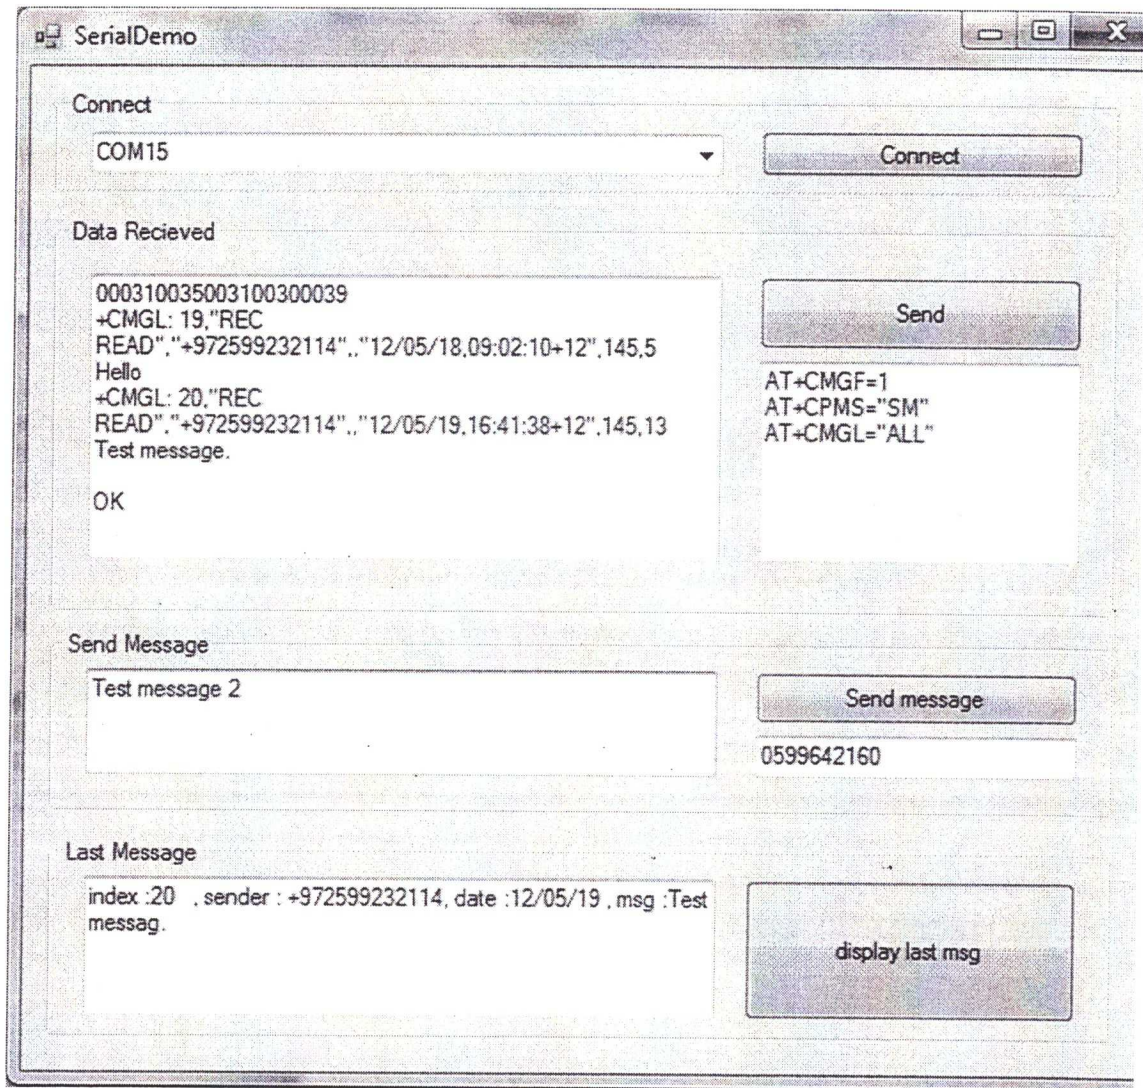 SerialDemo
Connect
COM15
Connect
Data Recieved
000310035003100300039
+CMGL: 19,"REC
READ","+972599232114",,"12/05/18,09:02:10+12",145,5
Hello
+CMGL: 20,"REC
READ","+972599232114",,"12/05/19,16:41:38+12",145,13
Test message.
OK
Send
AT+CMGF=1
AT+CPMS="SM"
AT+CMGL="ALL"
Send Message
Test message 2
Send message
0599642160
Last Message
index :20 , sender : +972599232114, date :12/05/19 , msg :Test
messag.
display last msg